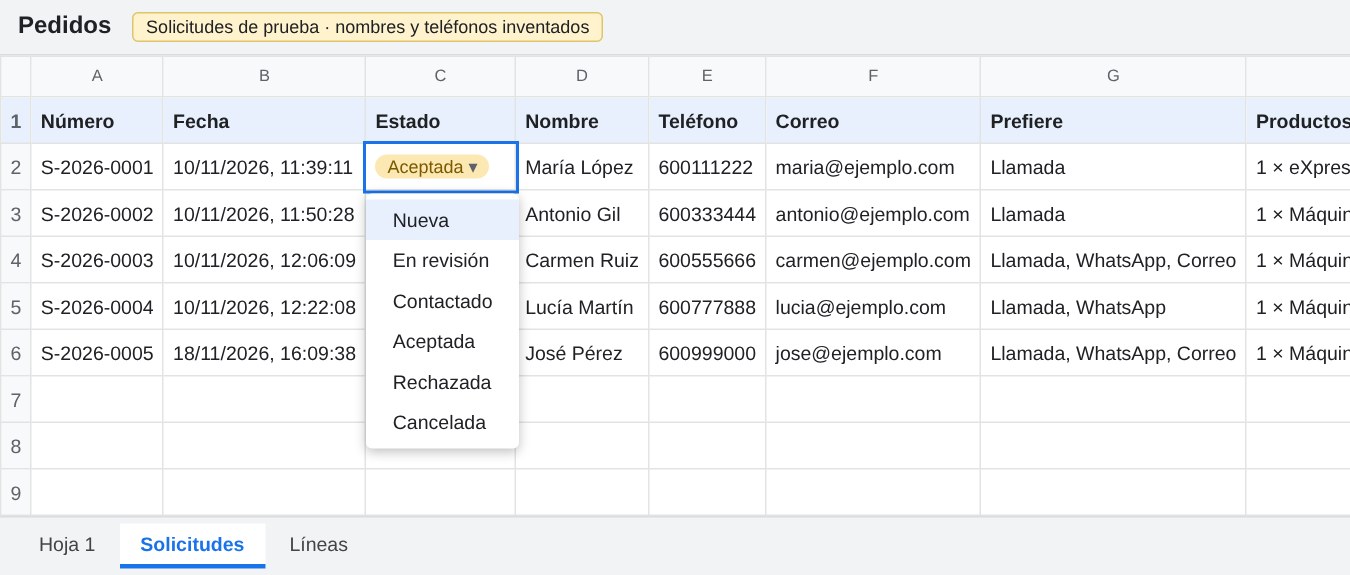 Pedidos Solicitudes de prueba · nombres y teléfonos inventados
A B C D E F G
1 Número Fecha Estado Nombre Teléfono Correo Prefiere Productos
2 S-2026-0001 10/11/2026, 11:39:11 Aceptada ▾ María López 600111222 maria@ejemplo.com Llamada 1 × eXpres
3 S-2026-0002 10/11/2026, 11:50:28 Antonio Gil 600333444 antonio@ejemplo.com Llamada 1 × Máquin
4 S-2026-0003 10/11/2026, 12:06:09 Carmen Ruiz 600555666 carmen@ejemplo.com Llamada, WhatsApp, Correo 1 × Máquin
5 S-2026-0004 10/11/2026, 12:22:08 Lucía Martín 600777888 lucia@ejemplo.com Llamada, WhatsApp 1 × Máquin
6 S-2026-0005 18/11/2026, 16:09:38 José Pérez 600999000 jose@ejemplo.com Llamada, WhatsApp, Correo 1 × Máquin
7
8
9
Nueva
En revisión
Contactado
Aceptada
Rechazada
Cancelada
Hoja 1 Solicitudes Líneas